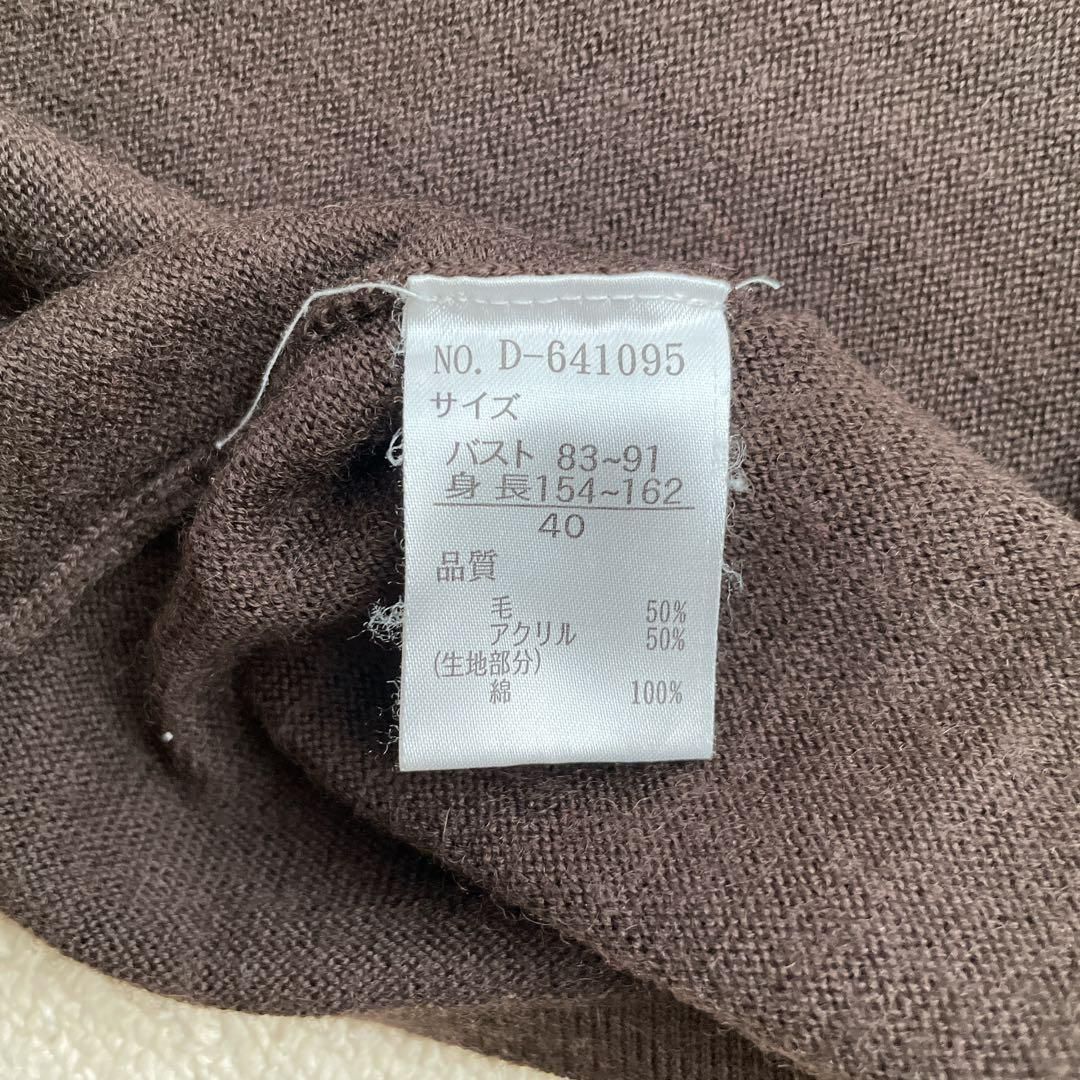 NO. D-641095
サイズ
バスト 83~91
身長154~162
40
品質
毛 50%
アクリル 50%
(生地部分)
綿 100%